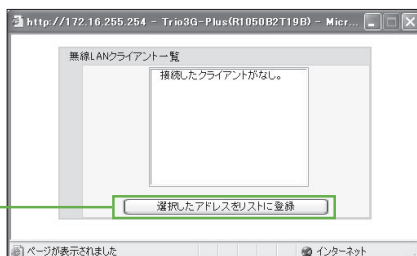 http://172.16.255.254 - Trio3G-Plus(R1050B2T19B) - Micr...
無線LANクライアント一覧
接続したクライアントがなし。
選択したアドレスをリストに登録
ページが表示されました
インターネット